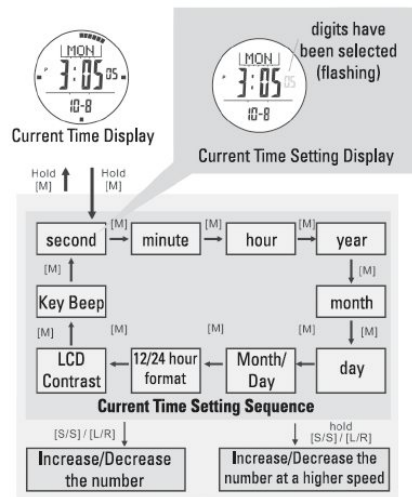 MON
P 3:05 05
10-8
Current Time Display
digits have
been selected
(flashing)
MON
P 3:05 05
10-8
Current Time Setting Display
Hold
[M]
Hold
[M]
second
[M]
minute
[M]
hour
[M]
year
[M]
month
[M]
day
[M]
Month/
Day
[M]
12/24 hour
format
[M]
LCD
Contrast
[M]
Key Beep
[M]
Current Time Setting Sequence
[S/S] / [L/R]
Increase/Decrease
the number
hold
[S/S] / [L/R]
Increase/Decrease the
number at a higher speed